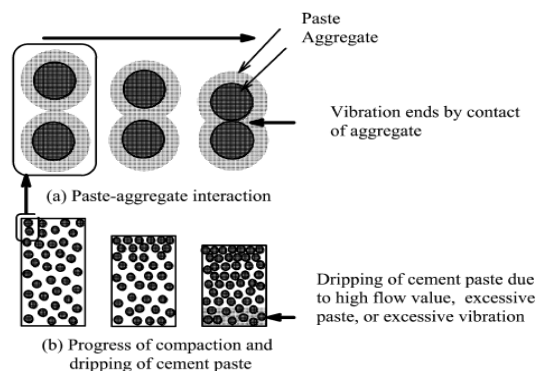 Paste
Aggregate
Vibration ends by contact
of aggregate
(a) Paste-aggregate interaction
Dripping of cement paste due
to high flow value, excessive
paste, or excessive vibration
(b) Progress of compaction and
dripping of cement paste